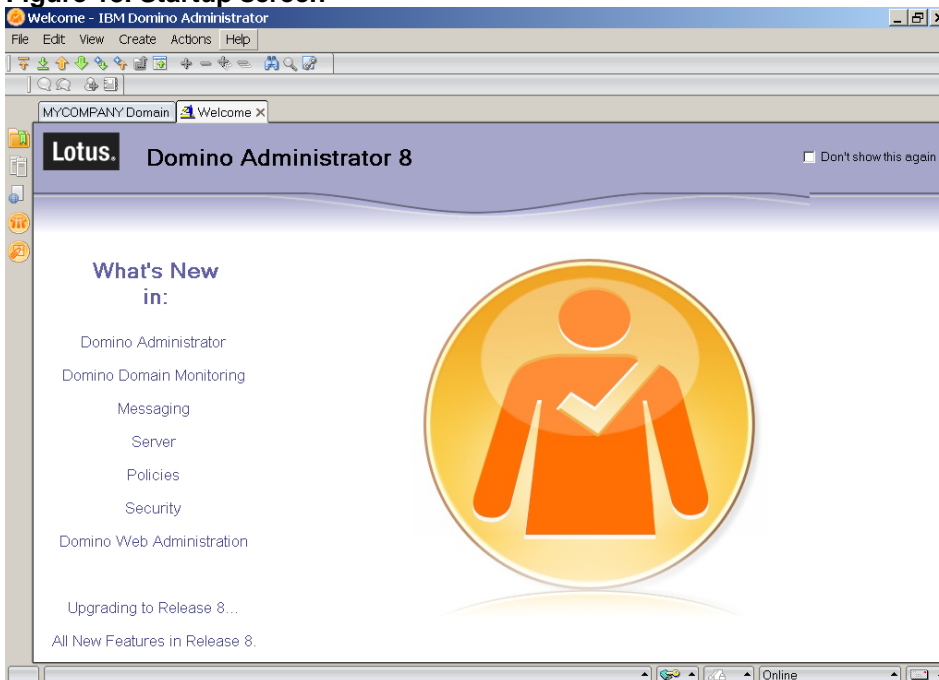 Welcome - IBM Domino Administrator
File Edit View Create Actions Help
MYCOMPANY Domain Welcome
Lotus. Domino Administrator 8
Don't show this again
What's New
in:
Domino Administrator
Domino Domain Monitoring
Messaging
Server
Policies
Security
Domino Web Administration
Upgrading to Release 8...
All New Features in Release 8.
Online